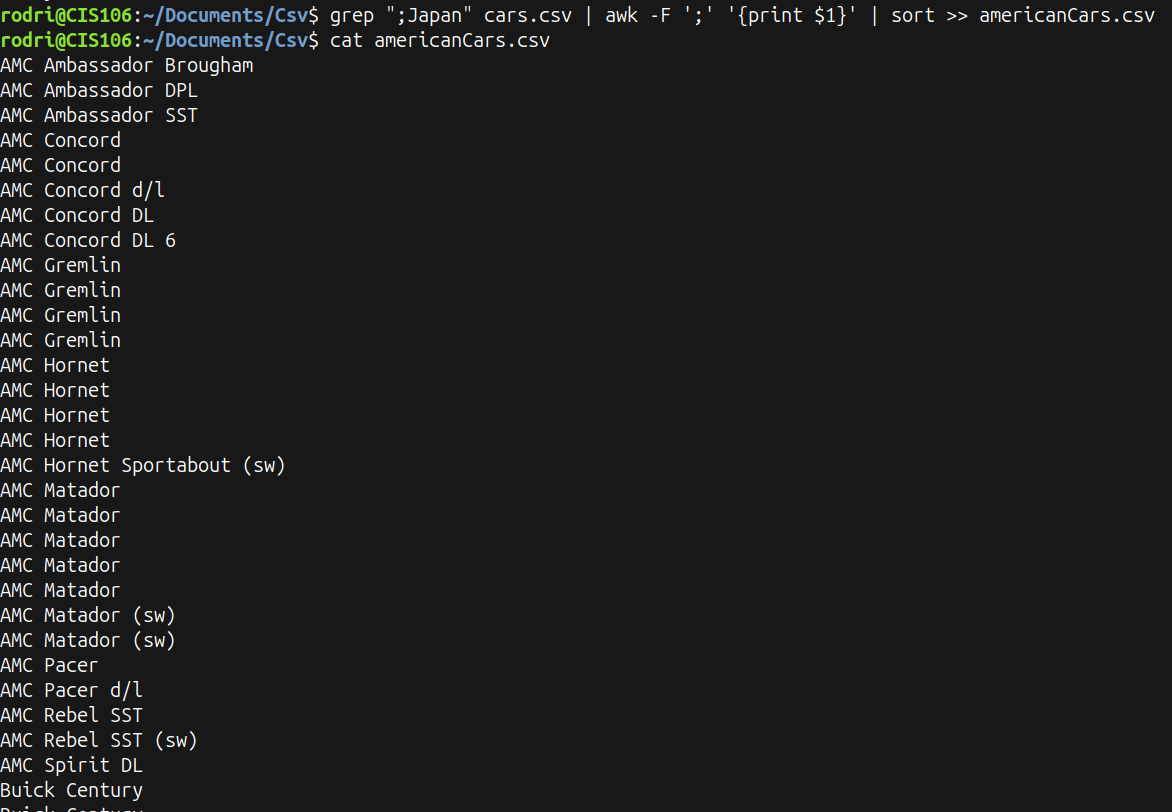 rodri@CIS106:~/Documents/Csv$ grep ";Japan" cars.csv | awk -F ';' '{print $1}' | sort >> americanCars.csv
rodri@CIS106:~/Documents/Csv$ cat americanCars.csv
AMC Ambassador Brougham
AMC Ambassador DPL
AMC Ambassador SST
AMC Concord
AMC Concord
AMC Concord d/l
AMC Concord DL
AMC Concord DL 6
AMC Gremlin
AMC Gremlin
AMC Gremlin
AMC Gremlin
AMC Hornet
AMC Hornet
AMC Hornet
AMC Hornet
AMC Hornet Sportabout (sw)
AMC Matador
AMC Matador
AMC Matador
AMC Matador
AMC Matador
AMC Matador (sw)
AMC Matador (sw)
AMC Pacer
AMC Pacer d/l
AMC Rebel SST
AMC Rebel SST (sw)
AMC Spirit DL
Buick Century
Buick Century